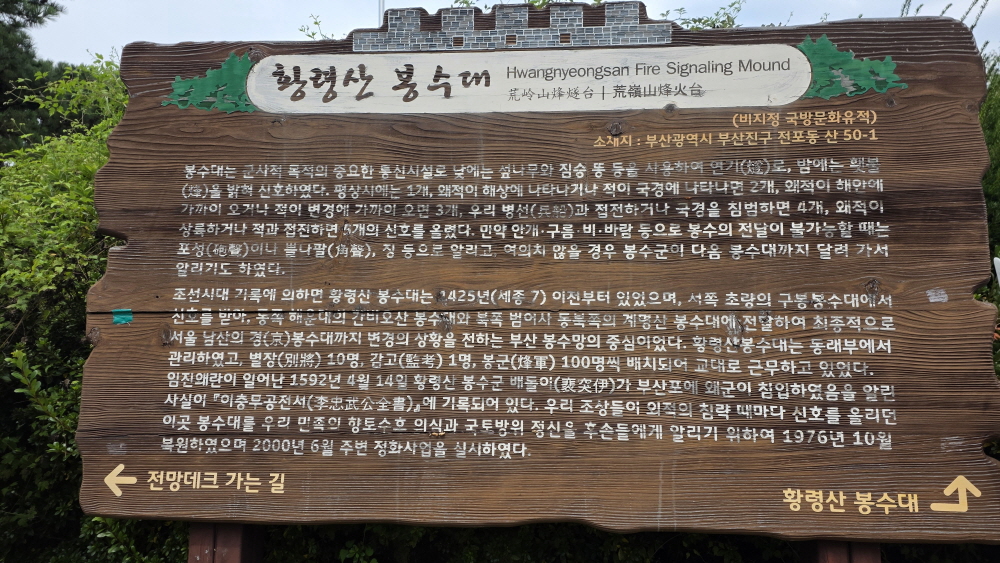 황령산 봉수대 Hwangnyeongsan Fire Signaling Mound
荒岭山烽燧台 | 荒嶺山烽火台
(비지정 국방문화유적)
소재지 : 부산광역시 부산진구 전포동 산 50-1
봉수대는 군사적 목적의 중요한 통신시설로 낮에는 섶나무와 짐승 똥 등을 사용하여 연기(燧)로, 밤에는 횃불
(烽)을 밝혀 신호하였다. 평상시에는 1개, 왜적이 해상에 나타나거나 적이 국경에 나타나면 2개, 왜적이 해안에
가까이 오거나 적이 변경에 가까이 오면 3개, 우리 병선(兵船)과 접전하거나 국경을 침범하면 4개, 왜적이
상륙하거나 적과 접전하면 5개의 신호를 올렸다. 만약 안개·구름·비·바람 등으로 봉수의 전달이 불가능할 때는
포성(砲聲)이나 뿔나팔(角聲), 징 등으로 알리고, 여의치 않을 경우 봉수군이 다음 봉수대까지 달려 가서
알리기도 하였다.
조선시대 기록에 의하면 황령산 봉수대는 1425년(세종 7) 이전부터 있었으며, 서쪽 초량의 구봉봉수대에서
신호를 받아, 동쪽 해운대의 간비오산 봉수대와 북쪽 범어사 동북쪽의 계명산 봉수대에 전달하여 최종적으로
서울 남산의 경(京)봉수대까지 변경의 상황을 전하는 부산 봉수망의 중심이었다. 황령산봉수대는 동래부에서
관리하였고, 별장(別將) 10명, 감고(監考) 1명, 봉군(烽軍) 100명씩 배치되어 교대로 근무하고 있었다.
임진왜란이 일어난 1592년 4월 14일 황령산 봉수군 배돌이(裵突伊)가 부산포에 왜군이 침입하였음을 알린
사실이 『이충무공전서(李忠武公全書)』에 기록되어 있다. 우리 조상들이 외적의 침략 때마다 신호를 올리던
이곳 봉수대를 우리 민족의 향토수호 의식과 국토방위 정신을 후손들에게 알리기 위하여 1976년 10월
복원하였으며 2000년 6월 주변 정화사업을 실시하였다.
← 전망데크 가는 길
황령산 봉수대